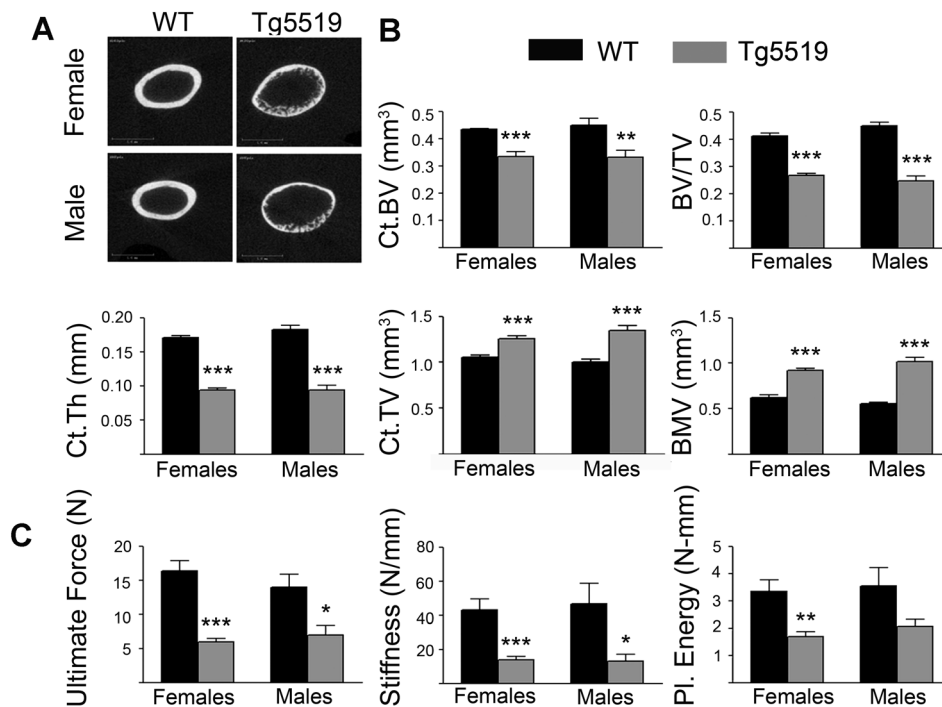 A
WT
Tg5519
Female
Male
B
WT
Tg5519
Ct.BV (mm³)
0.5
0.4
0.3
0.2
0.1
***
**
Females
Males
BV/TV
0.5
0.4
0.3
0.2
0.1
***
***
Females
Males
Ct.Th (mm)
0.20
0.15
0.10
0.05
***
***
Females
Males
Ct.TV (mm³)
1.5
1.0
0.5
***
***
Females
Males
BMV (mm³)
1.5
1.0
0.5
***
***
Females
Males
C
Ultimate Force (N)
20
15
10
5
***
*
Females
Males
Stiffness (N/mm)
80
60
40
20
***
*
Females
Males
Pl. Energy (N-mm)
5
4
3
2
1
**
Females
Males